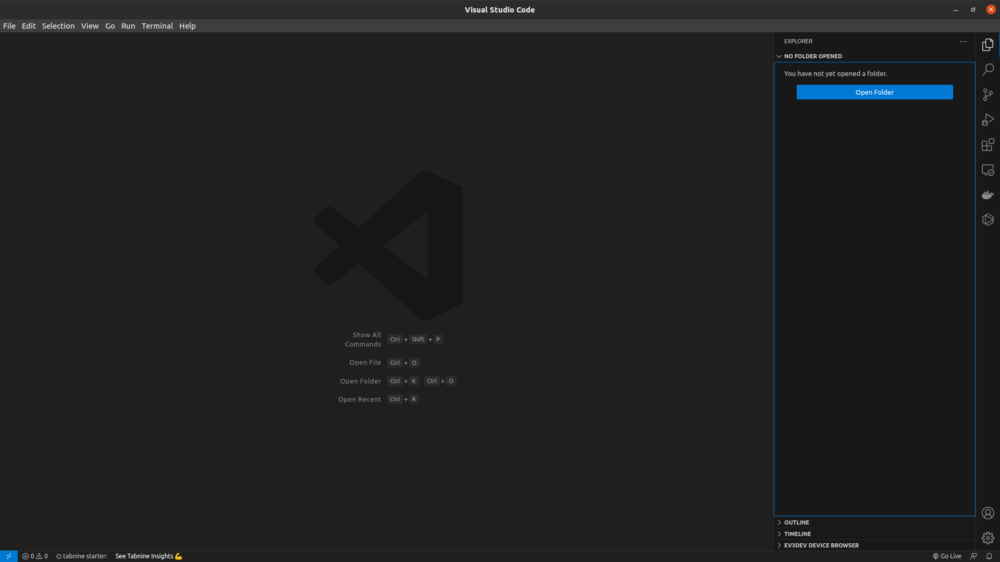 Visual Studio Code
File Edit Selection View Go Run Terminal Help
EXPLORER
NO FOLDER OPENED
You have not yet opened a folder.
Open Folder
Show All
Commands
Ctrl + Shift + P
Open File Ctrl + O
Open Folder Ctrl + K Ctrl + O
Open Recent Ctrl + R
OUTLINE
TIMELINE
EV3DEV DEVICE BROWSER
0 0 tabnine starter: See Tabnine Insights 💪 Go Live